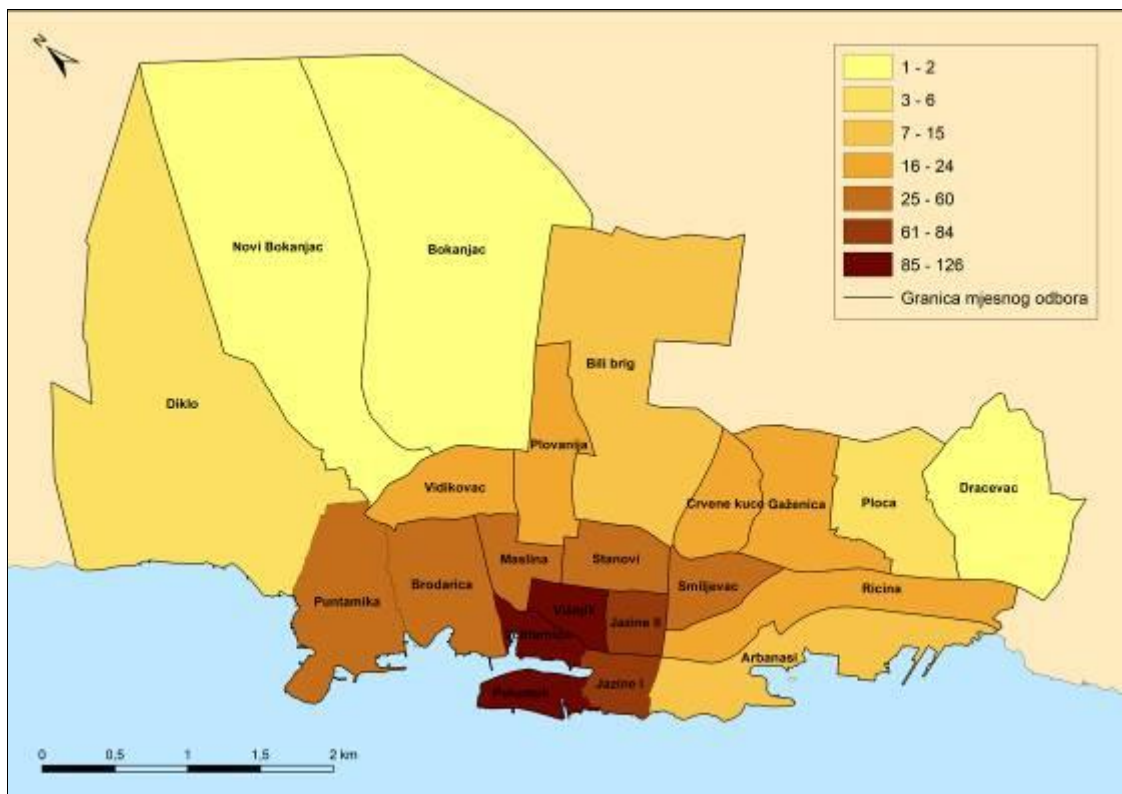 N
1 - 2
3 - 6
7 - 15
16 - 24
25 - 60
61 - 84
85 - 126
Granica mjesnog odbora
Novi Bokanjac
Bokanjac
Bili brig
Diklo
Plovanija
Vidikovac
Crvene kuce
Gaženica
Ploca
Dracevac
Maslina
Stanovi
Brodarica
Puntamika
Smiljevac
Ricina
Višnjik
Jazine II
Arbanasi
Jazine I
Poluotok
0 0,5 1 1,5 2 km